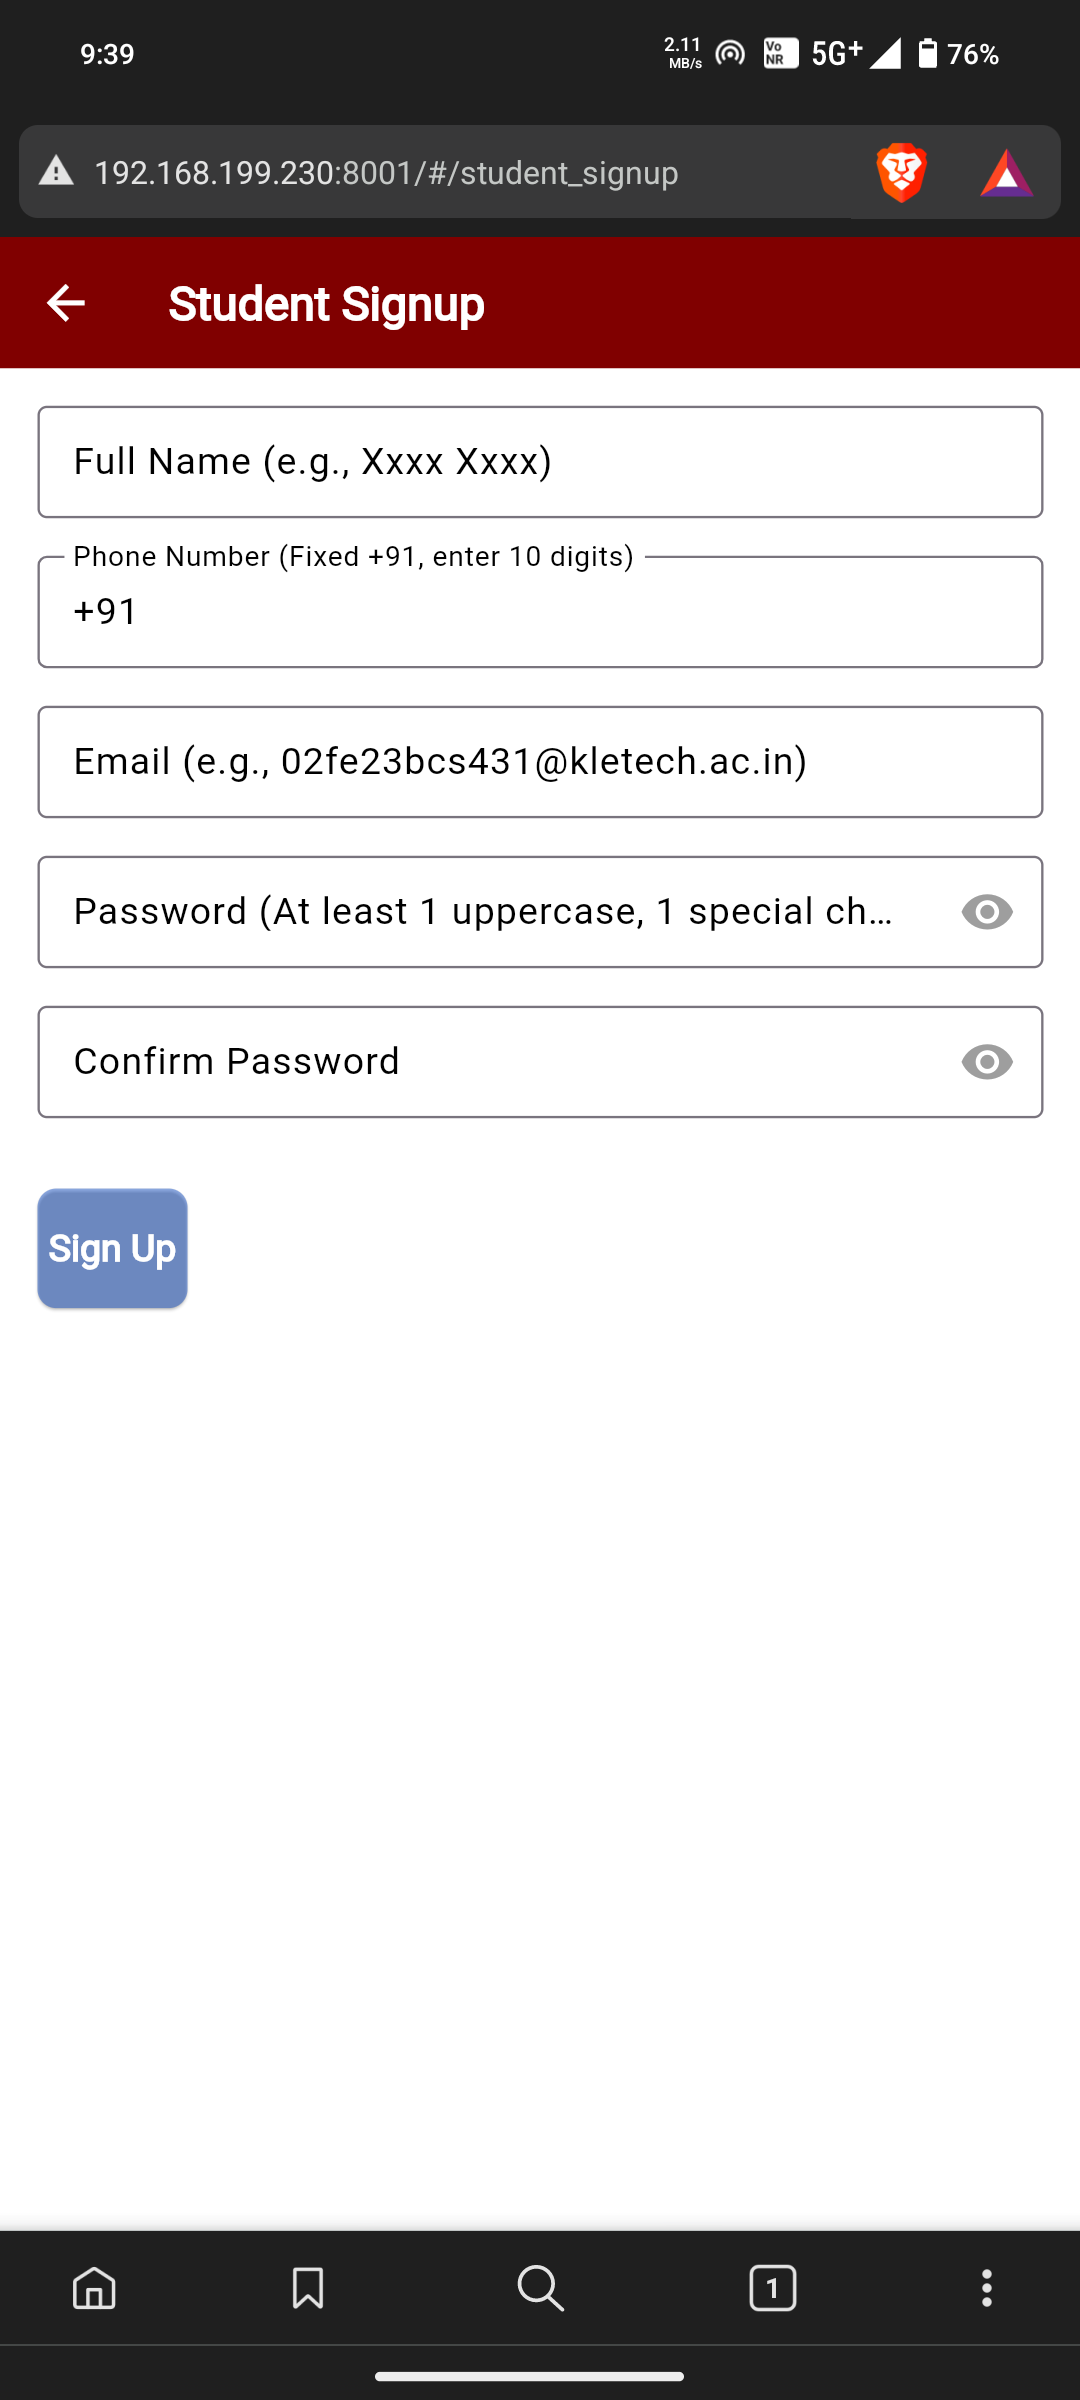 9:39
2.11
MB/s
Vo
NR
5G+
76%
192.168.199.230:8001/#/student_signup
Student Signup
Full Name (e.g., Xxxx Xxxx)
Phone Number (Fixed +91, enter 10 digits)
+91
Email (e.g., 02fe23bcs431@kletech.ac.in)
Password (At least 1 uppercase, 1 special ch...
Confirm Password
Sign Up
1